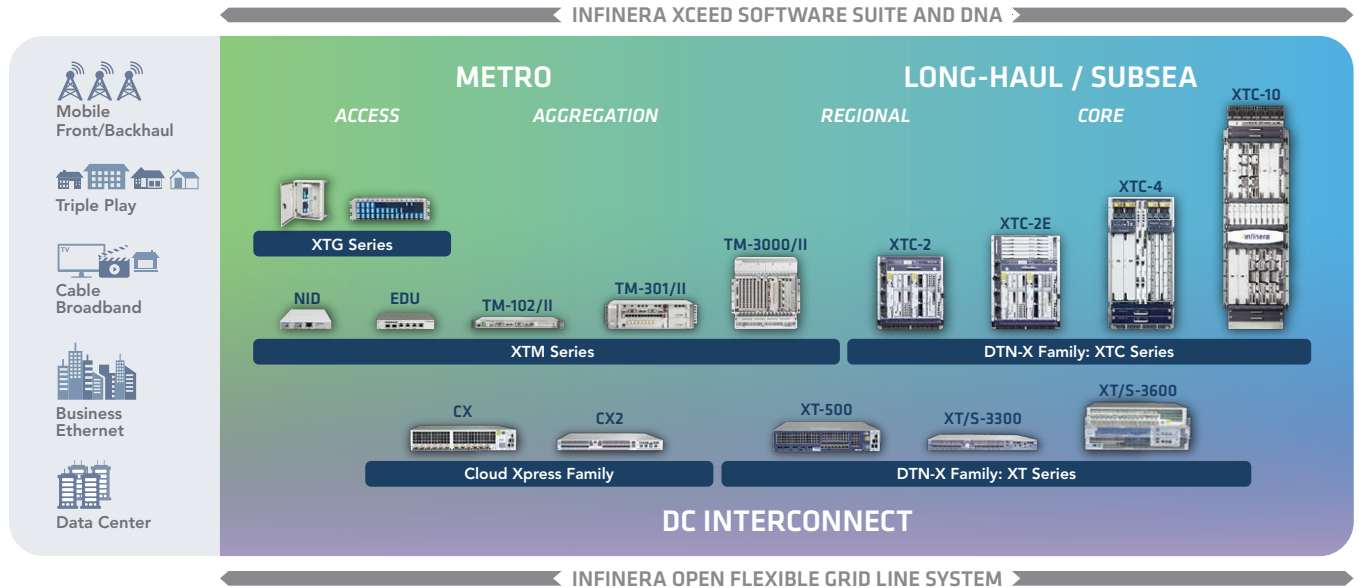 INFINERA XCEED SOFTWARE SUITE AND DNA
Mobile
Front/Backhaul
Triple Play
TV
Cable
Broadband
Business
Ethernet
Data Center
METRO
LONG-HAUL / SUBSEA
ACCESS
AGGREGATION
REGIONAL
CORE
XTG Series
NID
EDU
TM-102/II
TM-301/II
TM-3000/II
XTM Series
XTC-2
XTC-2E
XTC-4
XTC-10
infinera
DTN-X Family: XTC Series
CX
CX2
Cloud Xpress Family
XT-500
XT/S-3300
XT/S-3600
DTN-X Family: XT Series
DC INTERCONNECT
INFINERA OPEN FLEXIBLE GRID LINE SYSTEM